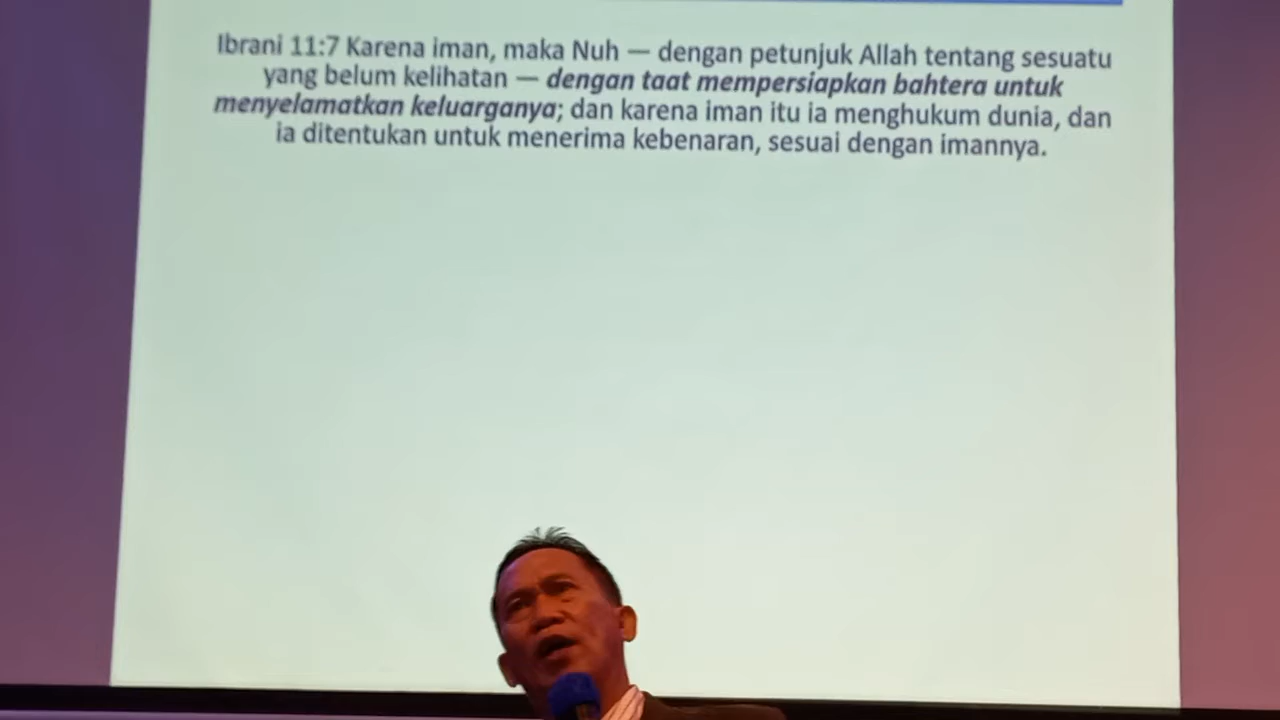 Ibrani 11:7 Karena iman, maka Nuh — dengan petunjuk Allah tentang sesuatu
yang belum kelihatan — dengan taat mempersiapkan bahtera untuk
menyelamatkan keluarganya; dan karena iman itu ia menghukum dunia, dan
ia ditentukan untuk menerima kebenaran, sesuai dengan imannya.